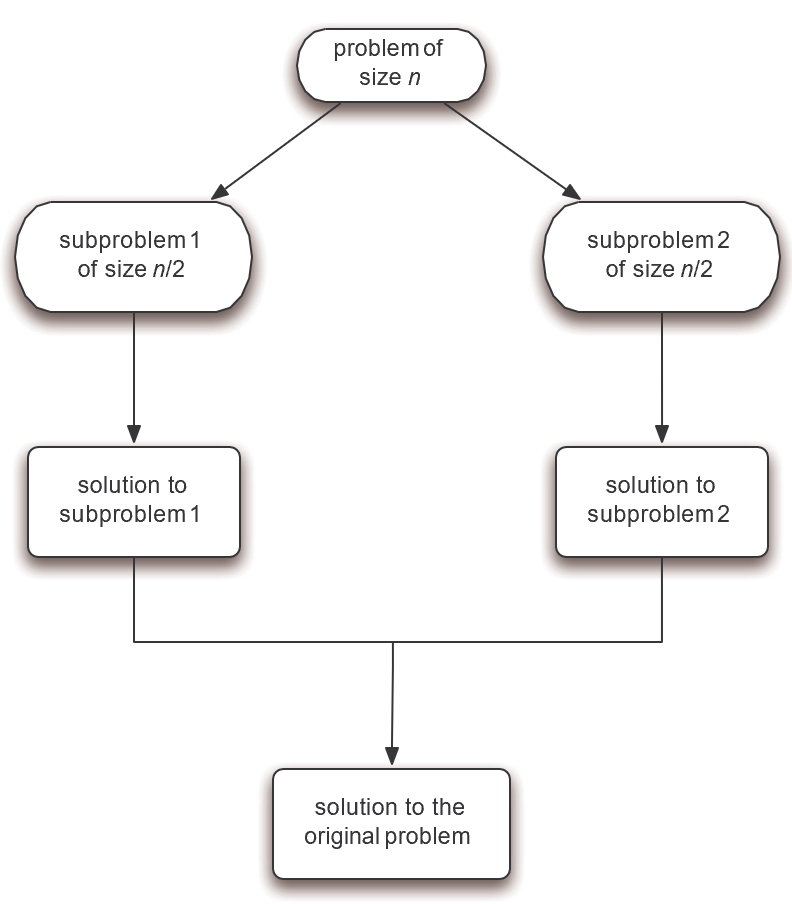 problem of
size n
subproblem 1
of size n/2
subproblem 2
of size n/2
solution to
subproblem 1
solution to
subproblem 2
solution to the
original problem